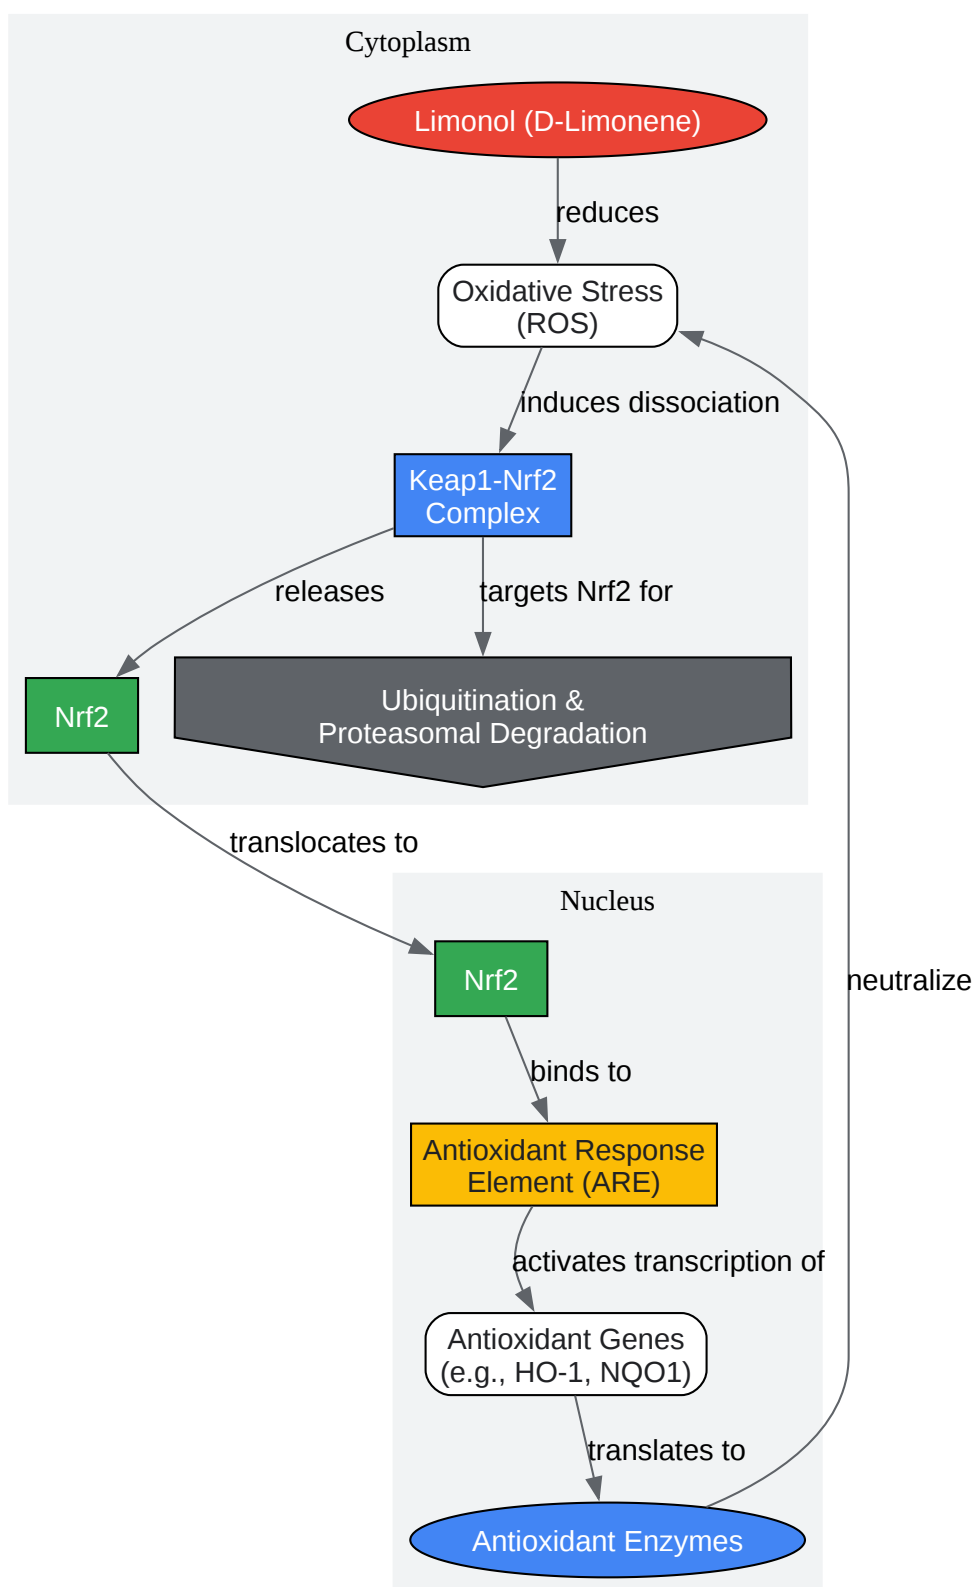 Cytoplasm
Limonol (D-Limonene)
reduces
Oxidative Stress
(ROS)
induces dissociation
Keap1-Nrf2
Complex
releases
targets Nrf2 for
Nrf2
Ubiquitination &
Proteasomal Degradation
translocates to
Nucleus
Nrf2
neutralize
binds to
Antioxidant Response
Element (ARE)
activates transcription of
Antioxidant Genes
(e.g., HO-1, NQO1)
translates to
Antioxidant Enzymes